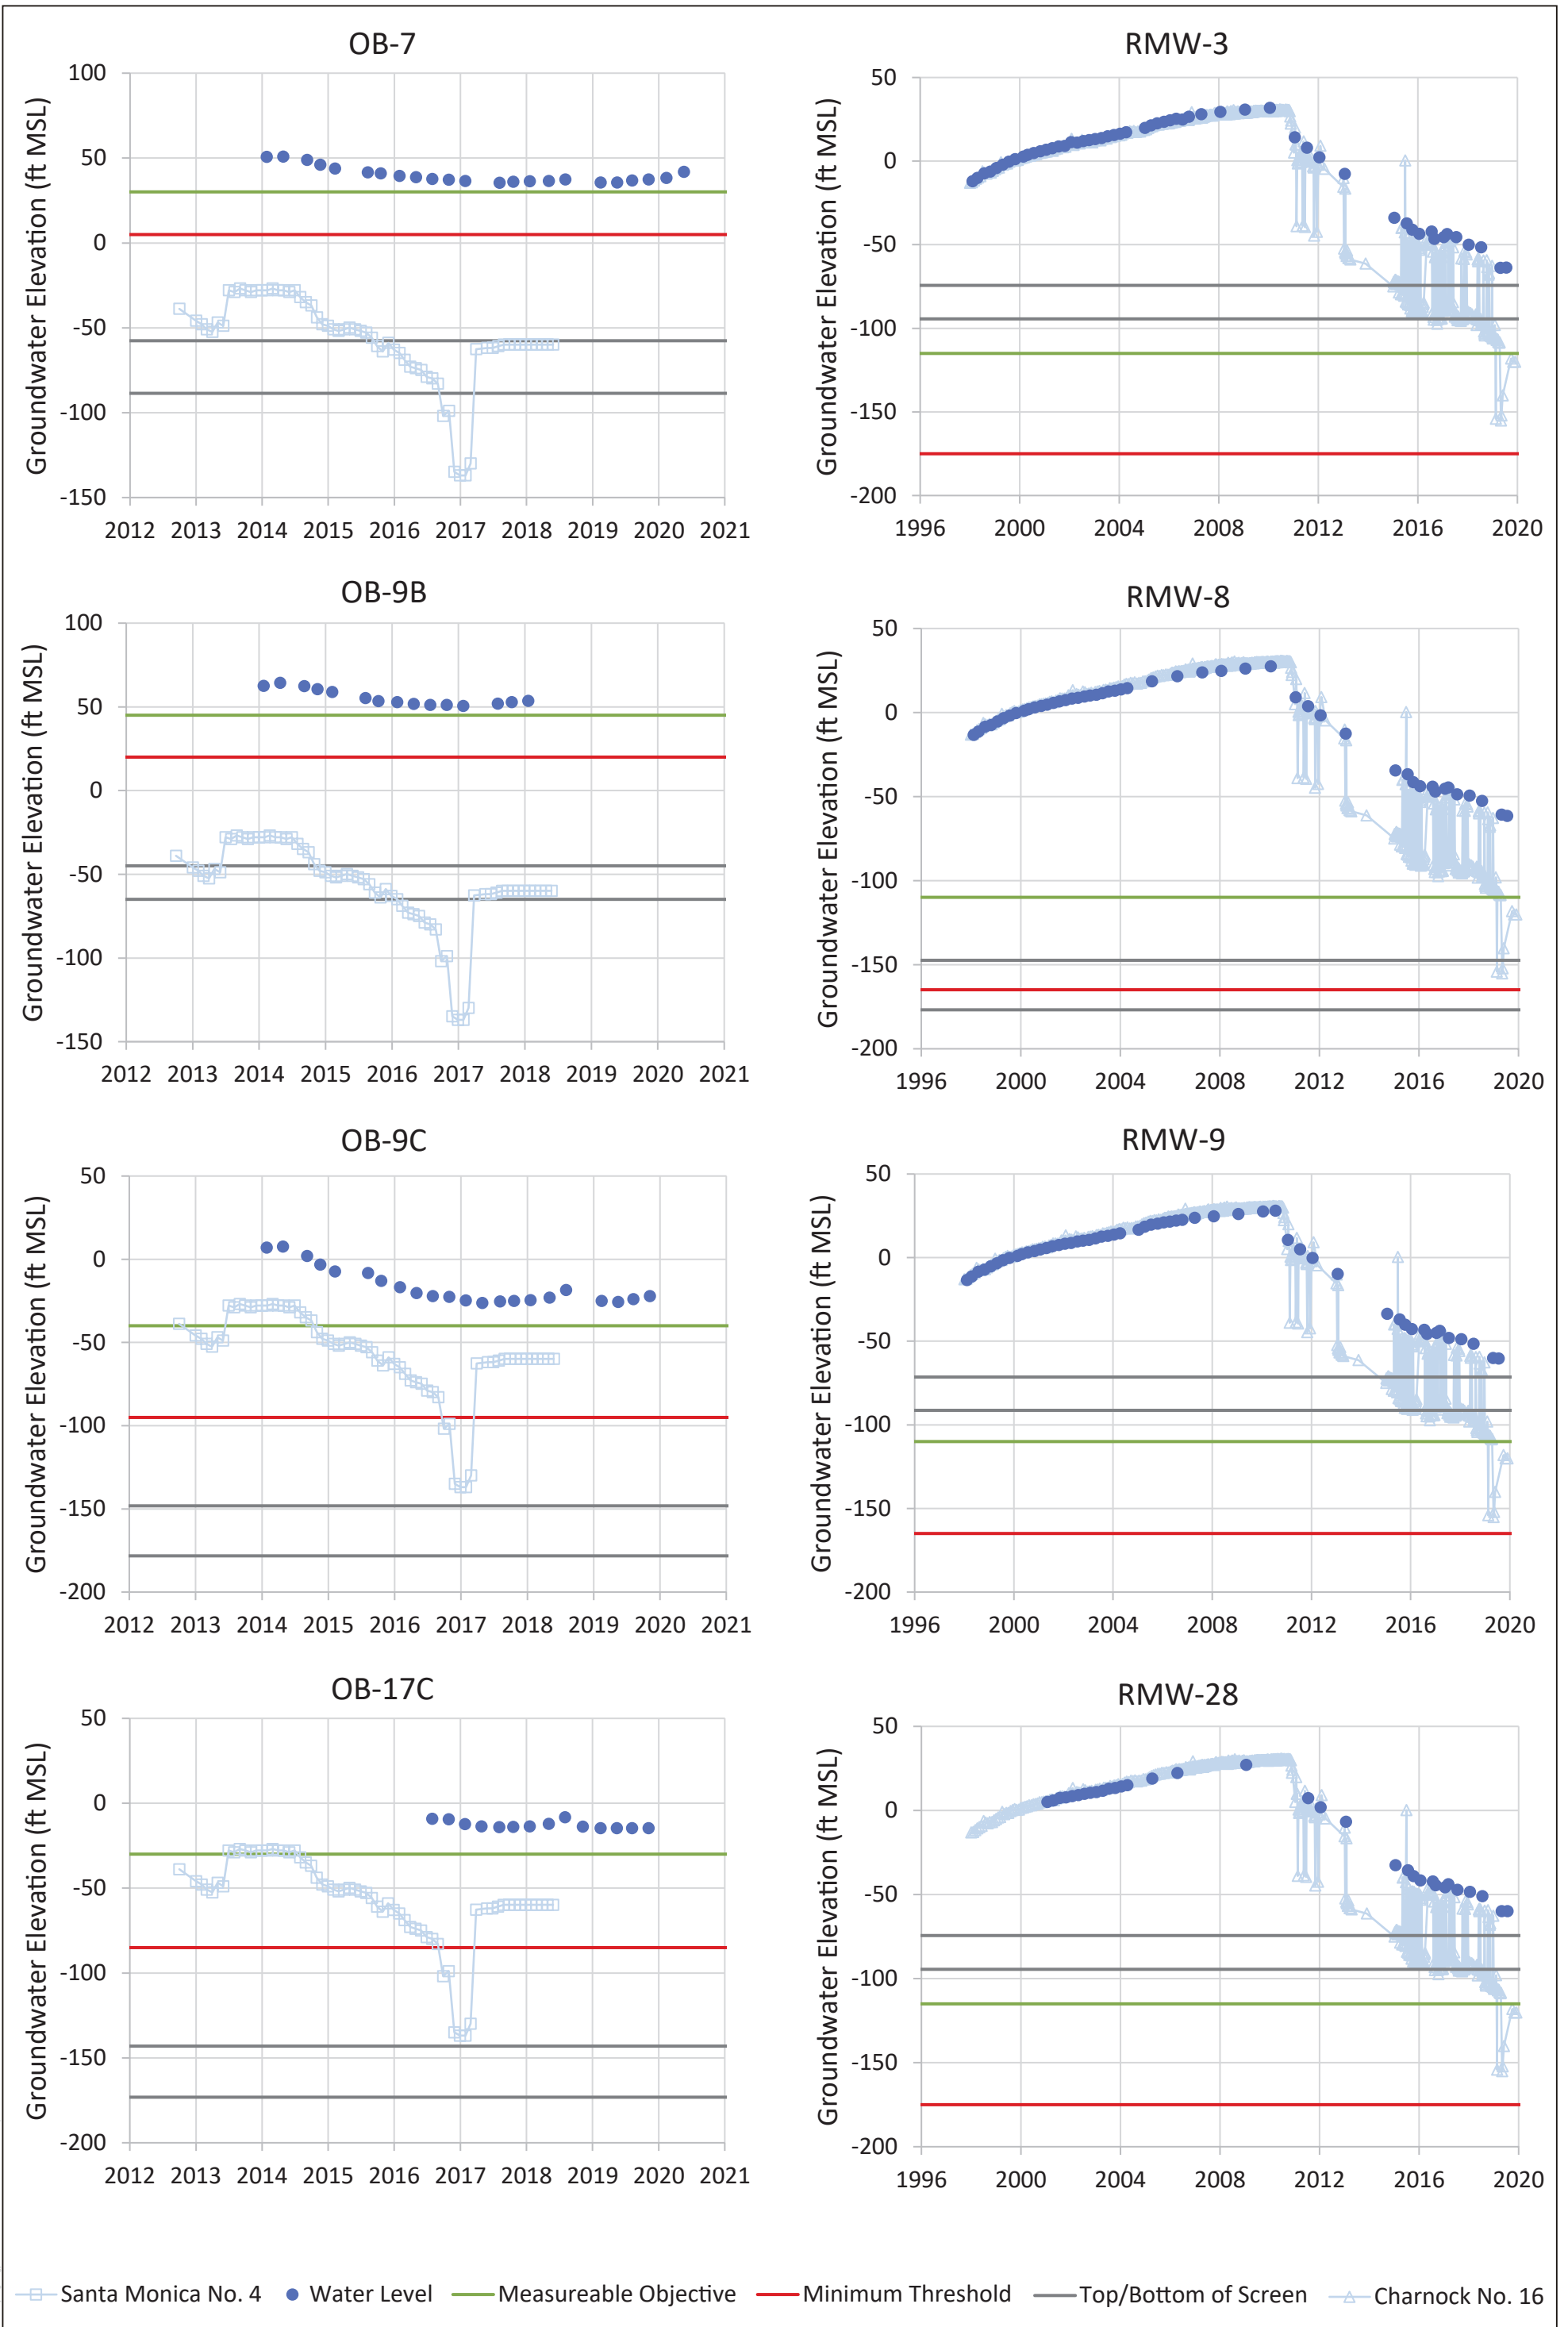 OB-7
Groundwater Elevation (ft MSL)
100
50
0
-50
-100
-150
2012 2013 2014 2015 2016 2017 2018 2019 2020 2021
RMW-3
Groundwater Elevation (ft MSL)
50
0
-50
-100
-150
-200
1996 2000 2004 2008 2012 2016 2020
OB-9B
Groundwater Elevation (ft MSL)
100
50
0
-50
-100
-150
2012 2013 2014 2015 2016 2017 2018 2019 2020 2021
RMW-8
Groundwater Elevation (ft MSL)
50
0
-50
-100
-150
-200
1996 2000 2004 2008 2012 2016 2020
OB-9C
Groundwater Elevation (ft MSL)
50
0
-50
-100
-150
-200
2012 2013 2014 2015 2016 2017 2018 2019 2020 2021
RMW-9
Groundwater Elevation (ft MSL)
50
0
-50
-100
-150
-200
1996 2000 2004 2008 2012 2016 2020
OB-17C
Groundwater Elevation (ft MSL)
50
0
-50
-100
-150
-200
2012 2013 2014 2015 2016 2017 2018 2019 2020 2021
RMW-28
Groundwater Elevation (ft MSL)
50
0
-50
-100
-150
-200
1996 2000 2004 2008 2012 2016 2020
Santa Monica No. 4 Water Level Measureable Objective Minimum Threshold Top/Bottom of Screen Charnock No. 16